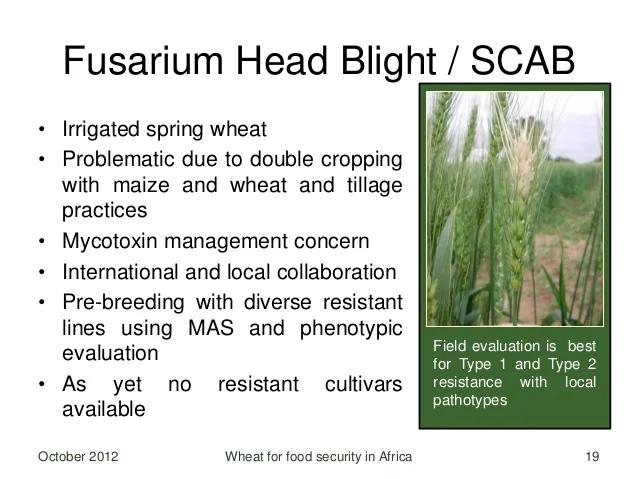 Fusarium Head Blight / SCAB
• Irrigated spring wheat
• Problematic due to double cropping
with maize and wheat and tillage
practices
• Mycotoxin management concern
• International and local collaboration
• Pre-breeding with diverse resistant
lines using MAS and phenotypic
evaluation
• As yet no resistant cultivars
available
Field evaluation is best
for Type 1 and Type 2
resistance with local
pathotypes
October 2012
Wheat for food security in Africa
19